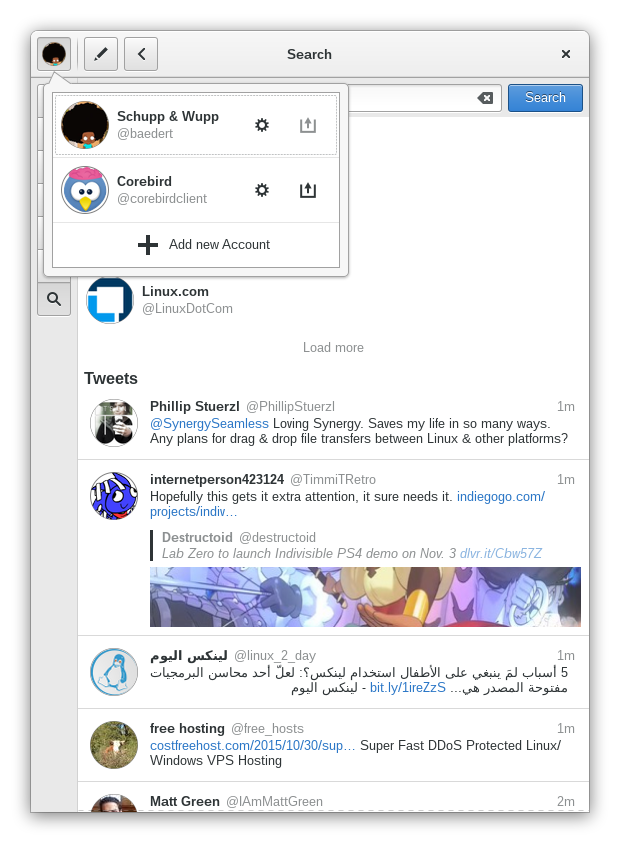 Search
Search
Schupp & Wupp
@baedert
Corebird
@corebirdclient
Add new Account
Linux.com
@LinuxDotCom
Load more
Tweets
Phillip Stuerzl @PhillipStuerzl 1m
@SynergySeamless Loving Synergy. Saves my life in so many ways.
Any plans for drag & drop file transfers between Linux & other platforms?
internetperson423124 @TimmiTRetro 1m
Hopefully this gets it extra attention, it sure needs it. indiegogo.com/
projects/indiv…
Destructoid @destructoid
Lab Zero to launch Indivisible PS4 demo on Nov. 3 dlvr.it/Cbw57Z
لينكس اليوم @linux_2_day 1m
5 أسباب لمَ ينبغي على الأطفال استخدام لينكس؟: لعلّ أحد محاسن البرمجيات
مفتوحة المصدر هي... bit.ly/1ireZzS - لينكس اليوم
free hosting @free_hosts 1m
costfreehost.com/2015/10/30/sup… Super Fast DDoS Protected Linux/
Windows VPS Hosting
Matt Green @IAmMattGreen 2m